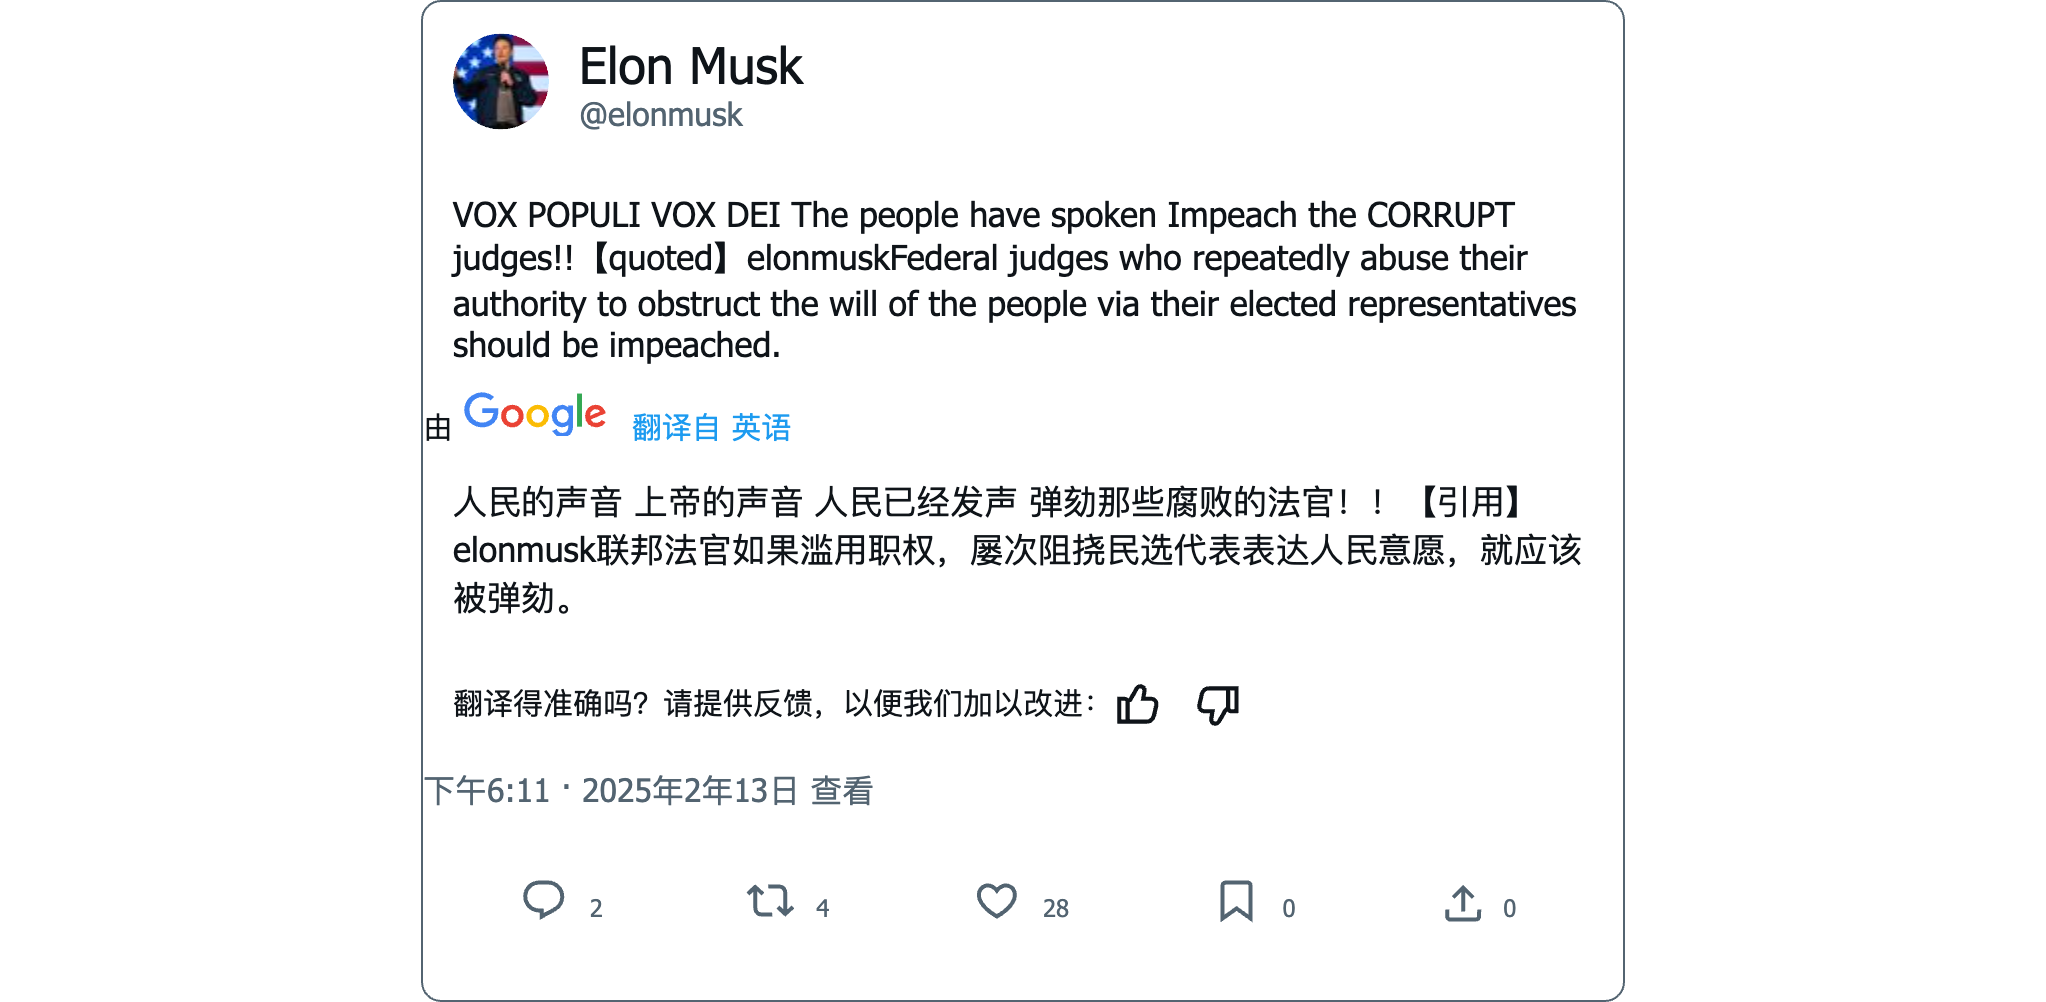 Elon Musk
@elonmusk
VOX POPULI VOX DEI The people have spoken Impeach the CORRUPT
judges!!【quoted】elonmuskFederal judges who repeatedly abuse their
authority to obstruct the will of the people via their elected representatives
should be impeached.
由 Google 翻译自 英语
人民的声音 上帝的声音 人民已经发声 弹劾那些腐败的法官！！【引用】
elonmusk联邦法官如果滥用职权，屡次阻挠民选代表表达人民意愿，就应该
被弹劾。
翻译得准确吗？请提供反馈，以便我们加以改进：
下午6:11 · 2025年2年13日 查看
2 4 28 0 0